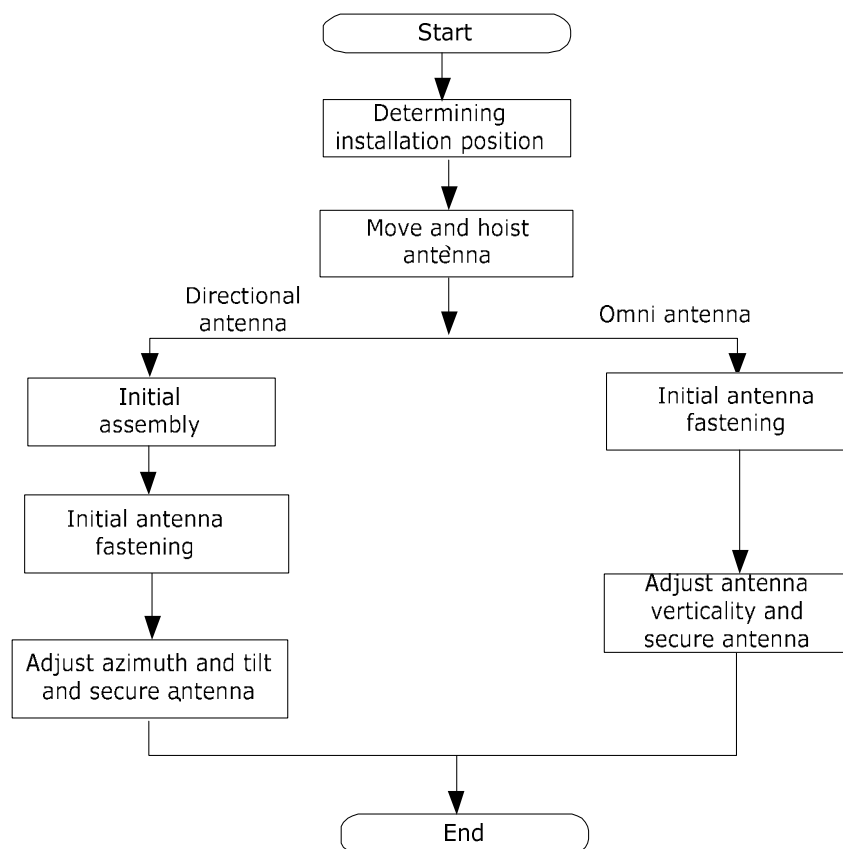 Start
Determining
installation position
Move and hoist
antenna
Directional
antenna
Omni antenna
Initial
assembly
Initial antenna
fastening
Initial antenna
fastening
Adjust azimuth and tilt
and secure antenna
Adjust antenna
verticality and
secure antenna
End